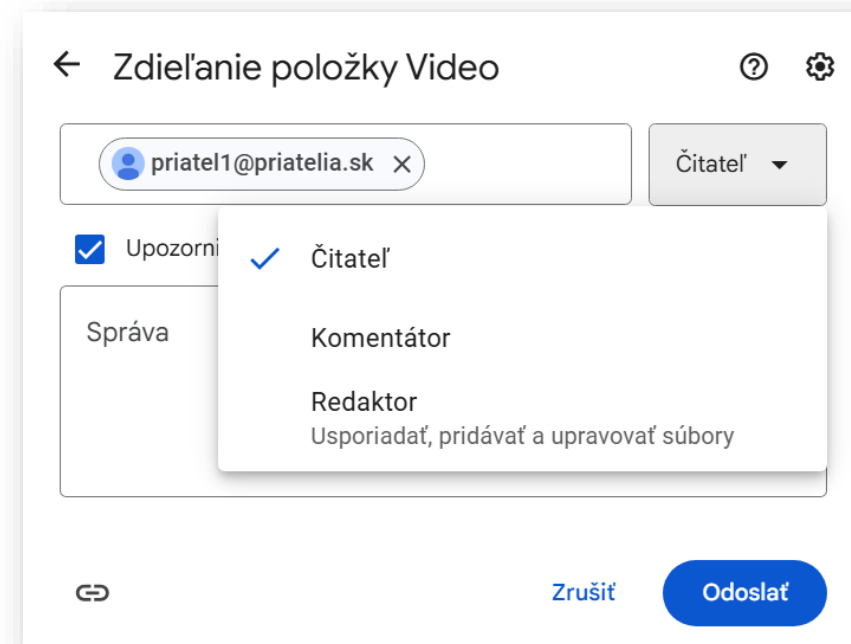 Zdieľanie položky Video
priatel1@priatelia.sk
Čitateľ
Upozorni
Čitateľ
Správa
Komentátor
Redaktor
Usporiadať, pridávať a upravovať súbory
Zrušiť
Odoslať